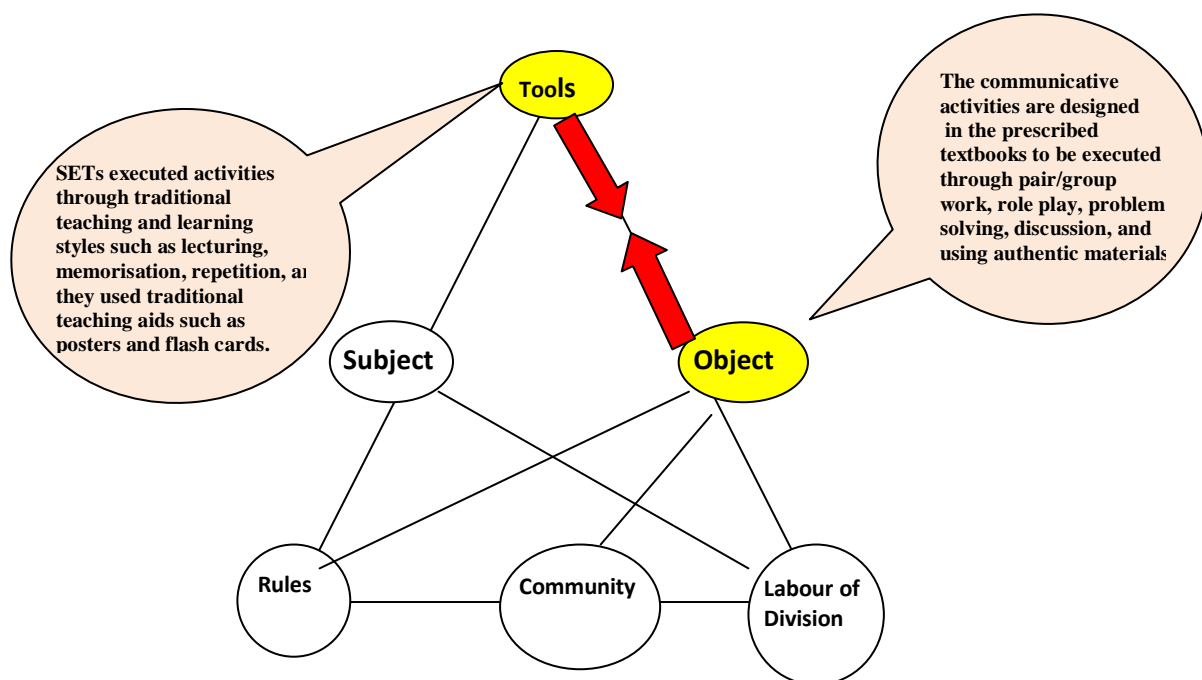 Tools
The communicative
activities are designed
in the prescribed
textbooks to be executed
through pair/group
work, role play, problem
solving, discussion, and
using authentic materials
SETs executed activities
through traditional
teaching and learning
styles such as lecturing,
memorisation, repetition,
they used traditional
teaching aids such as
posters and flash cards.
Subject
Object
Rules
Community
Labour of
Division